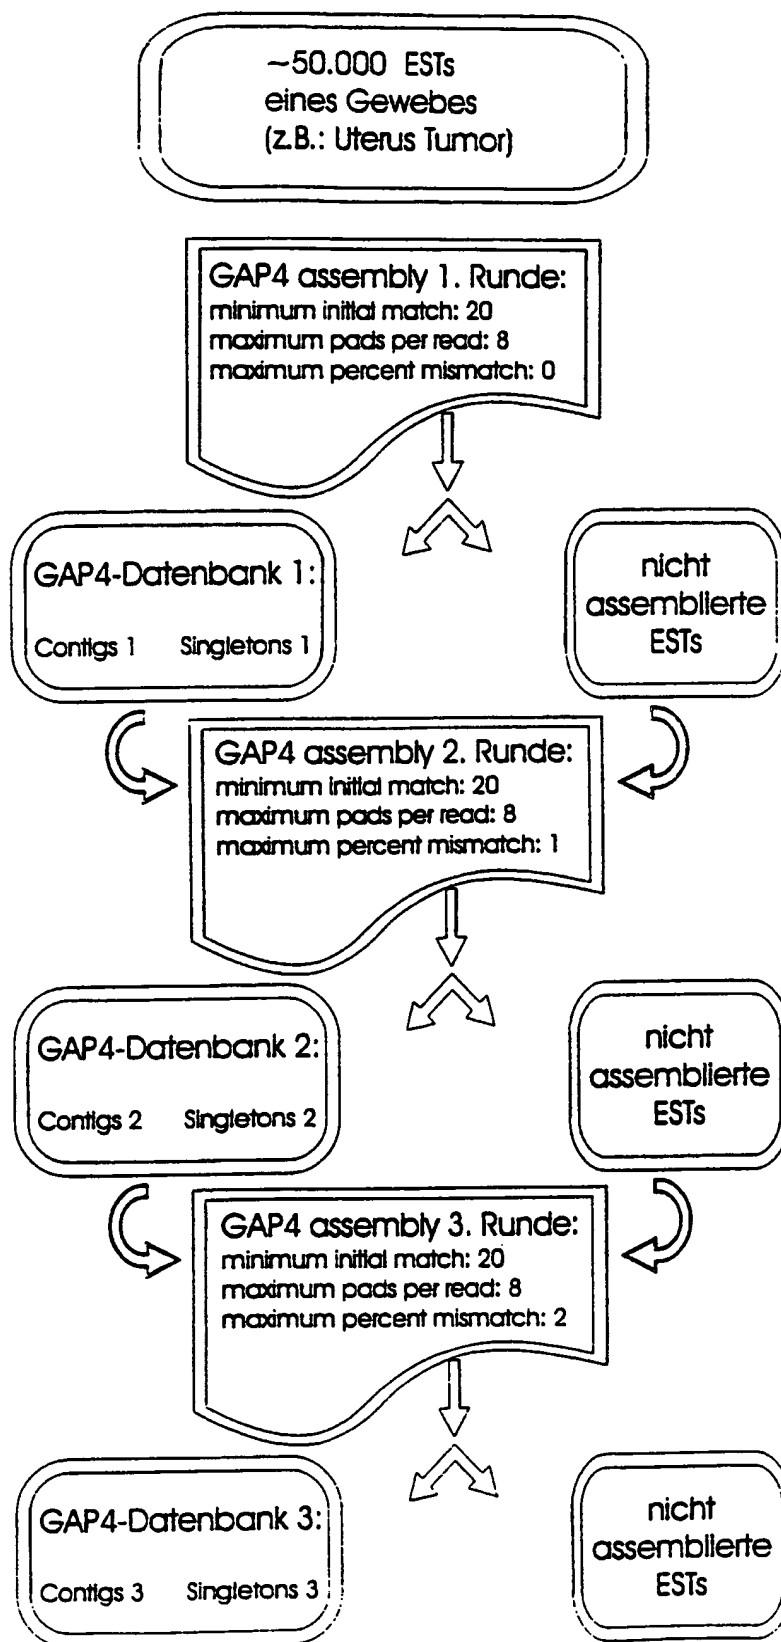 ~50.000 ESTs
eines Gewebes
(z.B.: Uterus Tumor)
GAP4 assembly 1. Runde:
minimum initial match: 20
maximum pads per read: 8
maximum percent mismatch: 0
GAP4-Datenbank 1:
Contigs 1 Singletons 1
nicht
assemblierte
ESTs
GAP4 assembly 2. Runde:
minimum initial match: 20
maximum pads per read: 8
maximum percent mismatch: 1
GAP4-Datenbank 2:
Contigs 2 Singletons 2
nicht
assemblierte
ESTs
GAP4 assembly 3. Runde:
minimum initial match: 20
maximum pads per read: 8
maximum percent mismatch: 2
GAP4-Datenbank 3:
Contigs 3 Singletons 3
nicht
assemblierte
ESTs